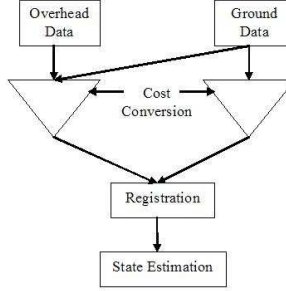 Overhead
Data
Ground
Data
Cost
Conversion
Registration
State Estimation